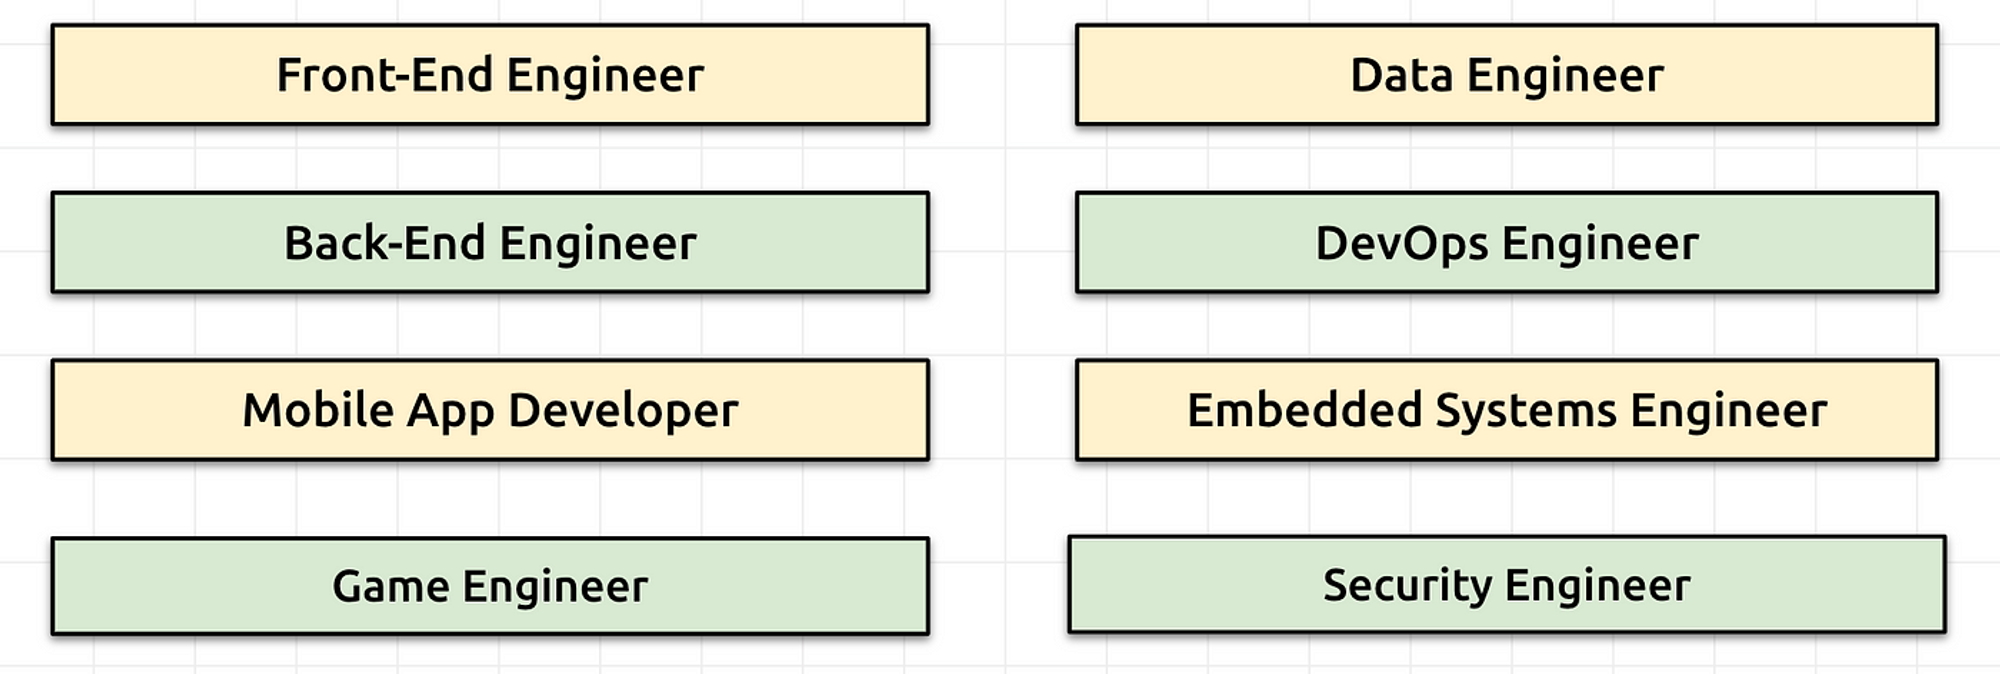 Front-End Engineer
Data Engineer
Back-End Engineer
DevOps Engineer
Mobile App Developer
Embedded Systems Engineer
Game Engineer
Security Engineer